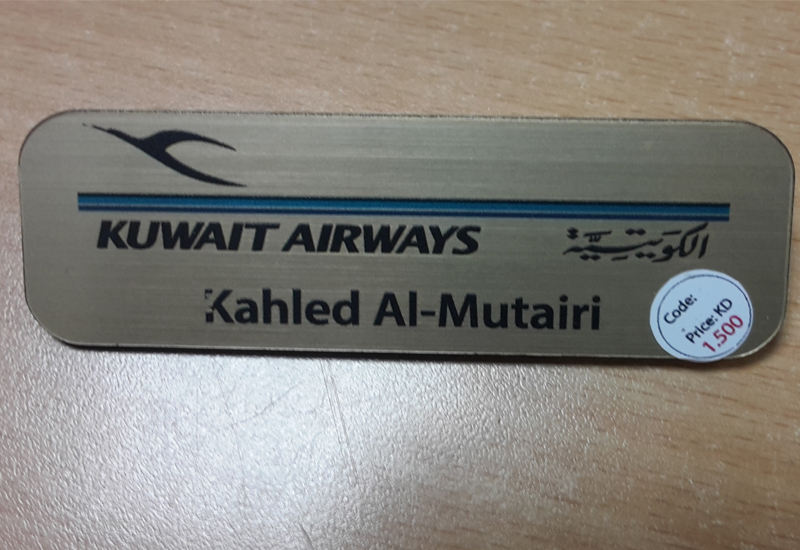 KUWAIT AIRWAYS
الكويتية
Kahled Al-Mutairi
Code:
Price: KD
1.500